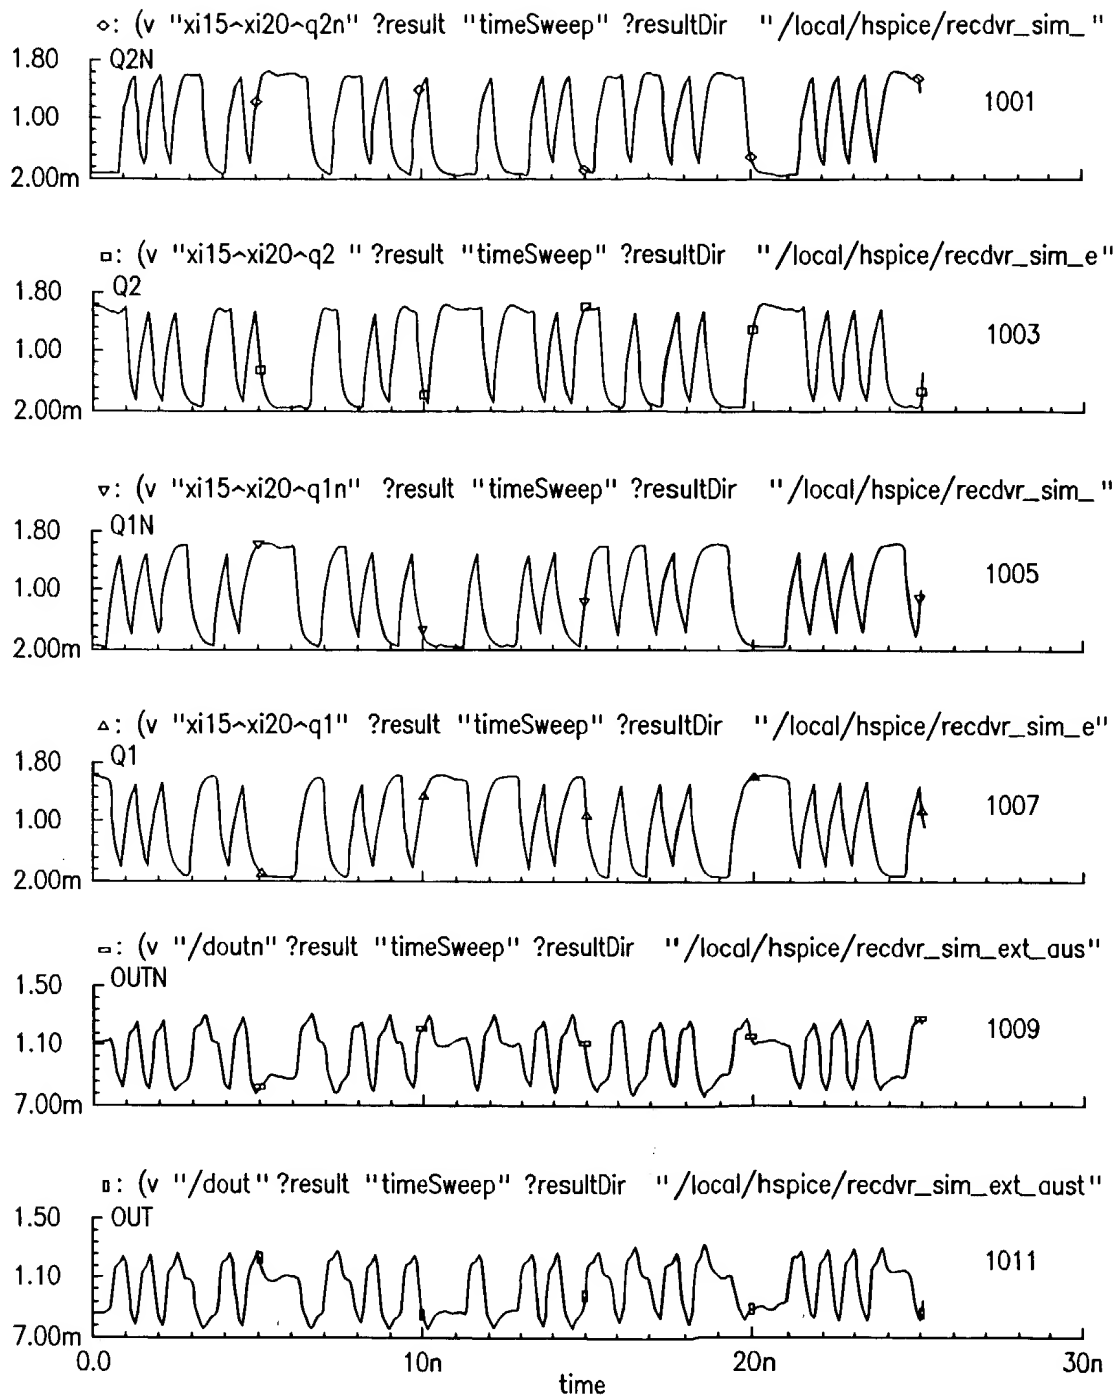 ◇: (v "xi15~xi20~q2n" ?result "timeSweep" ?resultDir "/local/hspice/recdvr_sim_"
1.80 Q2N
1.00 1001
2.00m
□: (v "xi15~xi20~q2 " ?result "timeSweep" ?resultDir "/local/hspice/recdvr_sim_e"
1.80 Q2
1.00 1003
2.00m
▽: (v "xi15~xi20~q1n" ?result "timeSweep" ?resultDir "/local/hspice/recdvr_sim_"
1.80 Q1N
1.00 1005
2.00m
△: (v "xi15~xi20~q1" ?result "timeSweep" ?resultDir "/local/hspice/recdvr_sim_e"
1.80 Q1
1.00 1007
2.00m
▭: (v "/doutn" ?result "timeSweep" ?resultDir "/local/hspice/recdvr_sim_ext_aus"
1.50 OUTN
1.10 1009
7.00m
▯: (v "/dout" ?result "timeSweep" ?resultDir "/local/hspice/recdvr_sim_ext_aust"
1.50 OUT
1.10 1011
7.00m
0.0 10n 20n 30n
time